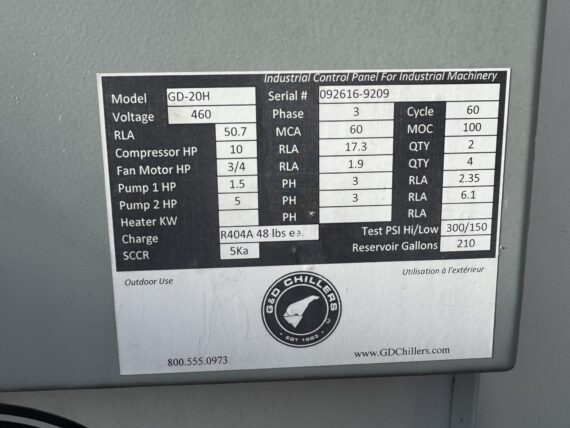 Industrial Control Panel For Industrial Machinery
Model GD-20H Serial # 092616-9209
Voltage 460 Phase 3 Cycle 60
RLA 50.7 MCA 60 MOC 100
Compressor HP 10 RLA 17.3 QTY 2
Fan Motor HP 3/4 RLA 1.9 QTY 4
Pump 1 HP 1.5 PH 3 RLA 2.35
Pump 2 HP 5 PH 3 RLA 6.1
Heater KW PH RLA
Charge R404A 48 lbs ea. Test PSI Hi/Low 300/150
SCCR 5Ka Reservoir Gallons 210
Outdoor Use Utilisation à l'extérieur
G&D CHILLERS
EST 1993
800.555.0973 www.GDChillers.com